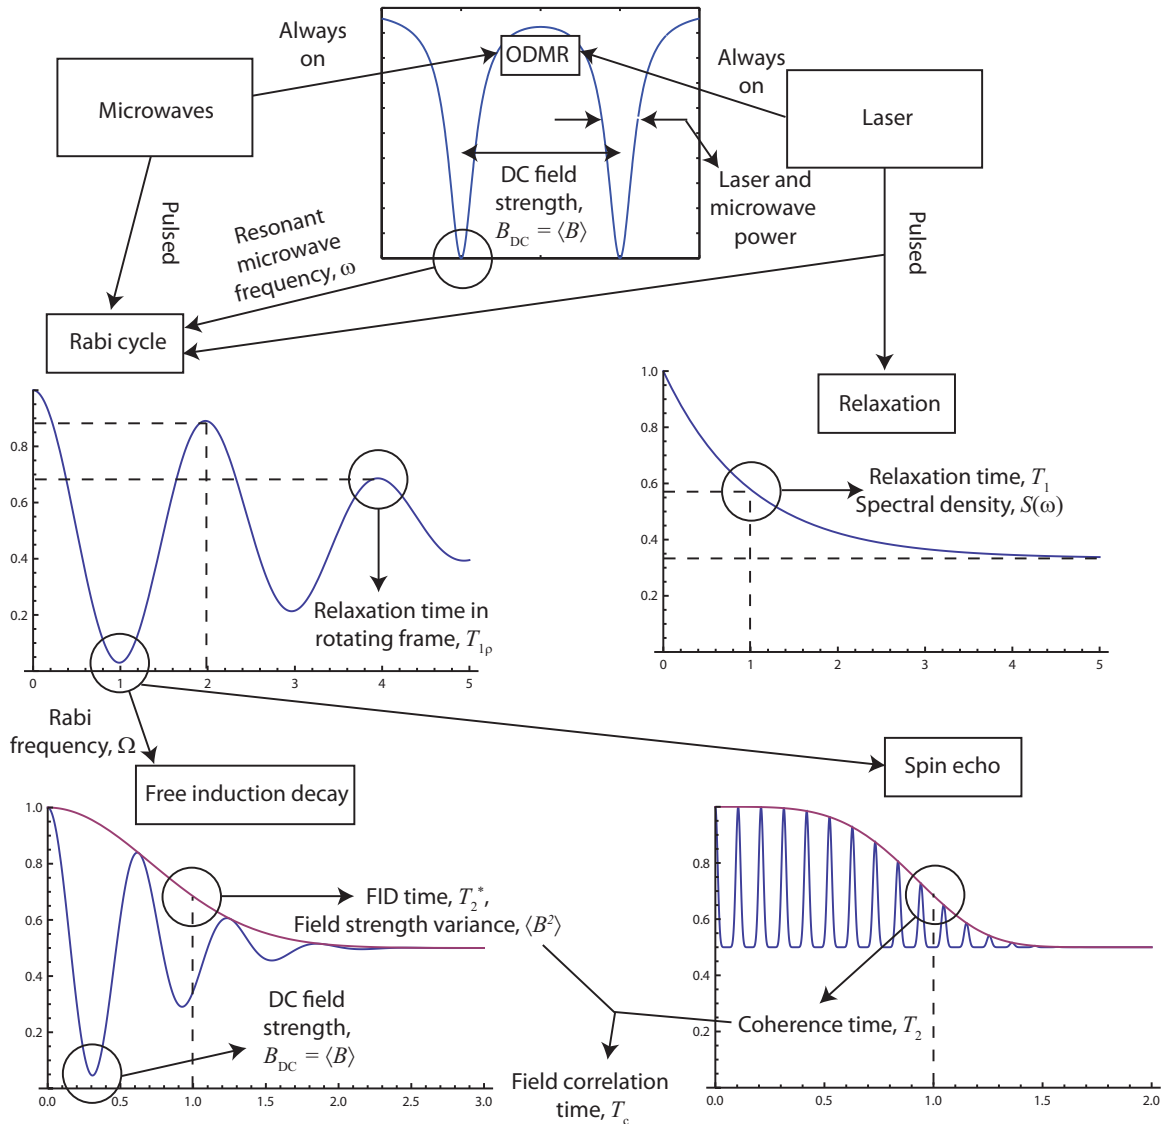 Always
on
ODMR
Always
on
Microwaves
Laser
DC field
strength,
B_DC = ⟨B⟩
Laser and
microwave
power
Pulsed
Resonant
microwave
frequency, ω
Pulsed
Rabi cycle
Relaxation
0.8
0.6
0.4
0.2
0
1
2
3
4
5
Relaxation time in
rotating frame, T_1ρ
1.0
0.8
0.6
0.4
0.2
0
1
2
3
4
5
Relaxation time, T_1
Spectral density, S(ω)
Rabi
frequency, Ω
Free induction decay
Spin echo
1.0
0.8
0.6
0.4
0.2
0.0
0.5
1.0
1.5
2.0
2.5
3.0
FID time, T_2^*,
Field strength variance, ⟨B²⟩
DC field
strength,
B_DC = ⟨B⟩
1.0
0.8
0.6
0.4
0.2
0.0
0.5
1.0
1.5
2.0
Coherence time, T_2
Field correlation
time, T_c